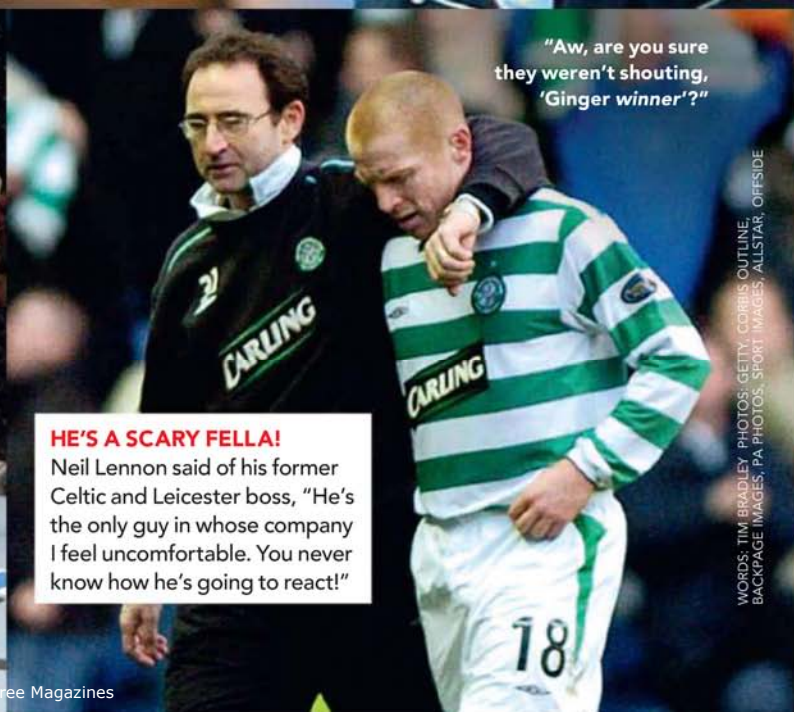 "Aw, are you sure
they weren't shouting,
'Ginger winner'?"
CARLING
CARLING
18
HE'S A SCARY FELLA!
Neil Lennon said of his former
Celtic and Leicester boss, "He's
the only guy in whose company
I feel uncomfortable. You never
know how he's going to react!"
WORDS: TIM BRADLEY PHOTOS: GETTY, CORBIS OUTLINE,
BACKPAGE IMAGES, PA PHOTOS, SPORT IMAGES, ALLSTAR, OFFSIDE
ree Magazines